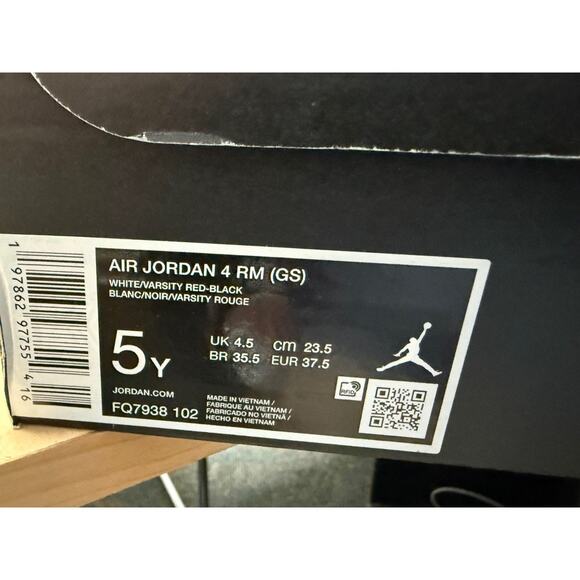 AIR JORDAN 4 RM (GS)
WHITE/VARSITY RED-BLACK
BLANC/NOIR/VARSITY ROUGE
5Y
UK 4.5 CM 23.5
BR 35.5 EUR 37.5
JORDAN.COM
FQ7938 102
MADE IN VIETNAM /
FABRIQUE AU VIETNAM /
FABRICADO NO VIETNÃ /
HECHO EN VIETNAM
RFID
1 97862 97755 4 16